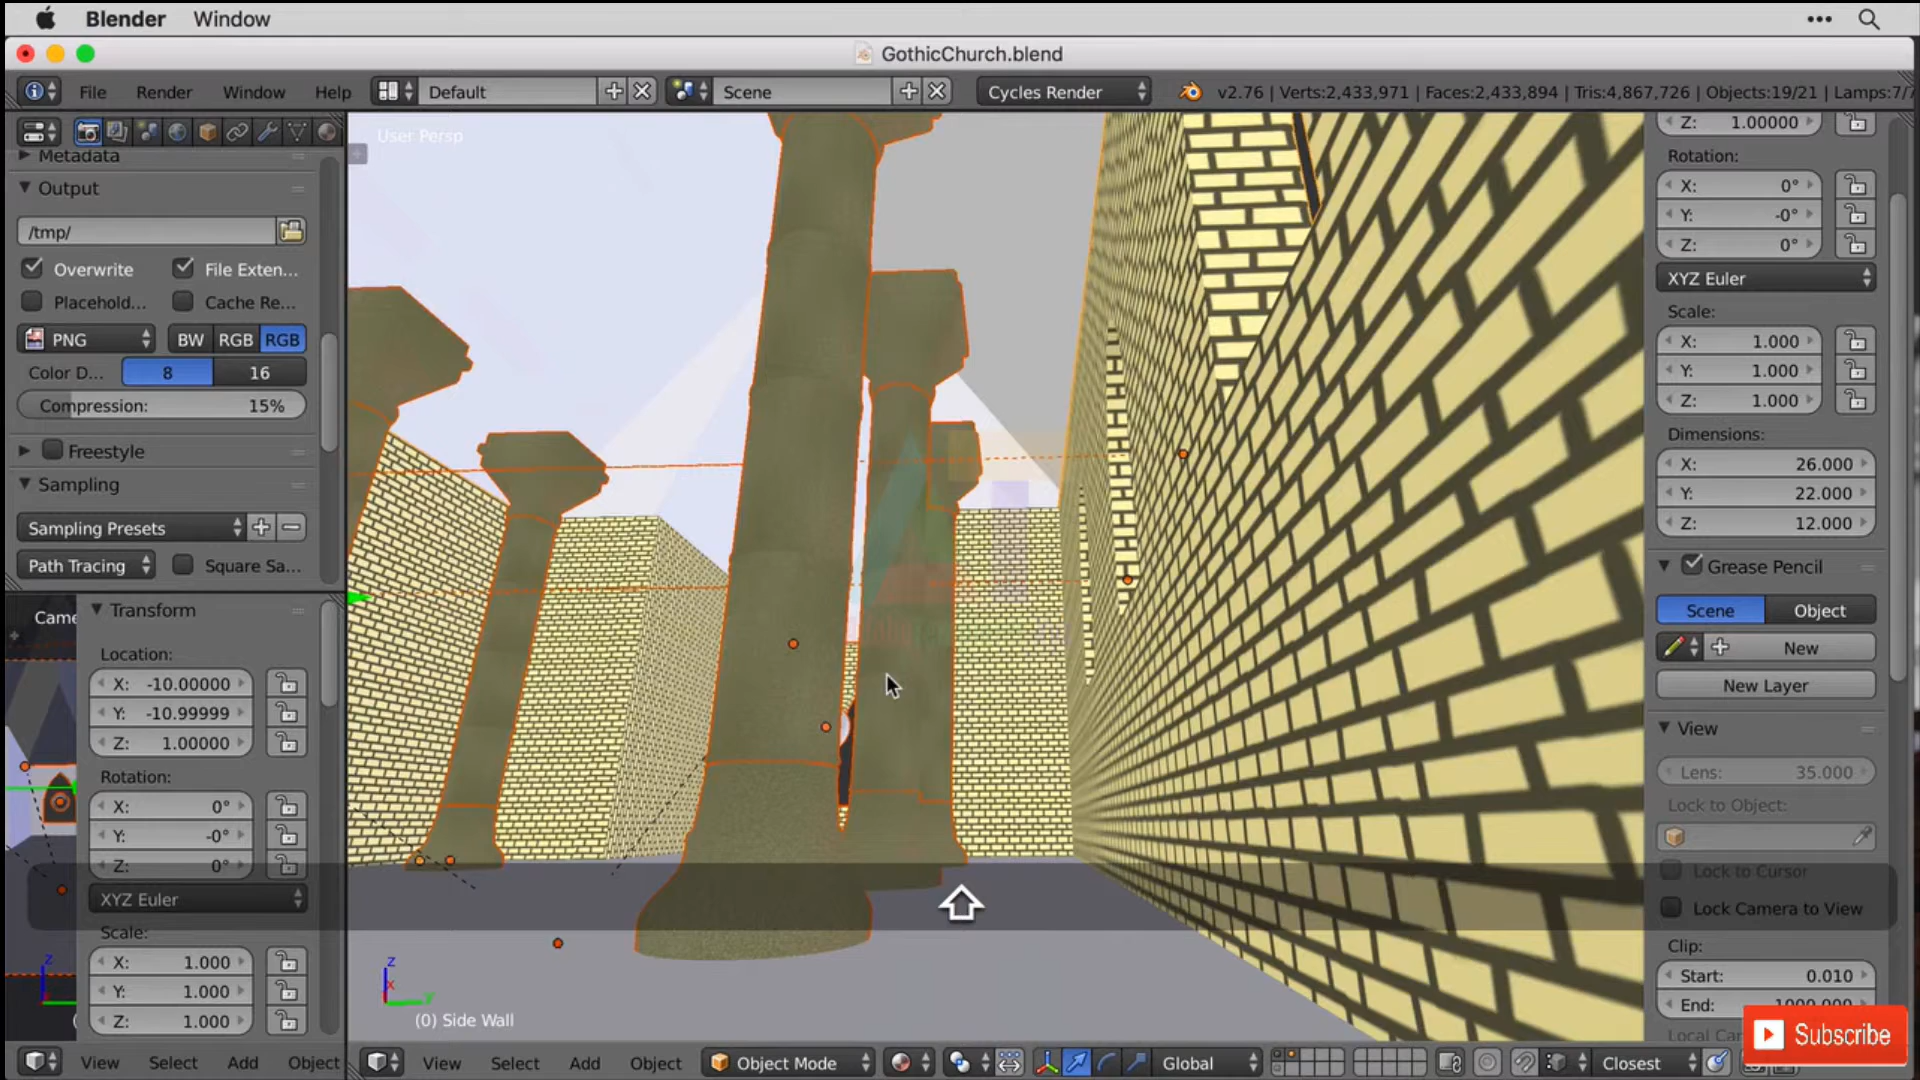 Blender Window
GothicChurch.blend
File Render Window Help Default Scene Cycles Render v2.76 | Verts:2,433,971 | Faces:2,433,894 | Tris:4,867,726 | Objects:19/21 | Lamps:7/7
User Persp
Metadata
Output
/tmp/
Overwrite File Exten...
Placehold... Cache Re...
PNG BW RGB RGB
Color D... 8 16
Compression: 15%
Freestyle
Sampling
Sampling Presets
Path Tracing Square Sa...
Came
Transform
Location:
X: -10.00000
Y: -10.99999
Z: 1.00000
Rotation:
X: 0°
Y: -0°
Z: 0°
XYZ Euler
Scale:
X: 1.000
Y: 1.000
Z: 1.000
View Select Add Object
z
x
y
z
(0) Side Wall
View Select Add Object Object Mode Global Closest
Z: 1.00000
Rotation:
X: 0°
Y: -0°
Z: 0°
XYZ Euler
Scale:
X: 1.000
Y: 1.000
Z: 1.000
Dimensions:
X: 26.000
Y: 22.000
Z: 12.000
Grease Pencil
Scene Object
New
New Layer
View
Lens: 35.000
Lock to Object:
Lock to Cursor
Lock Camera to View
Clip:
Start: 0.010
End: 1000.000
Local Car
Subscribe